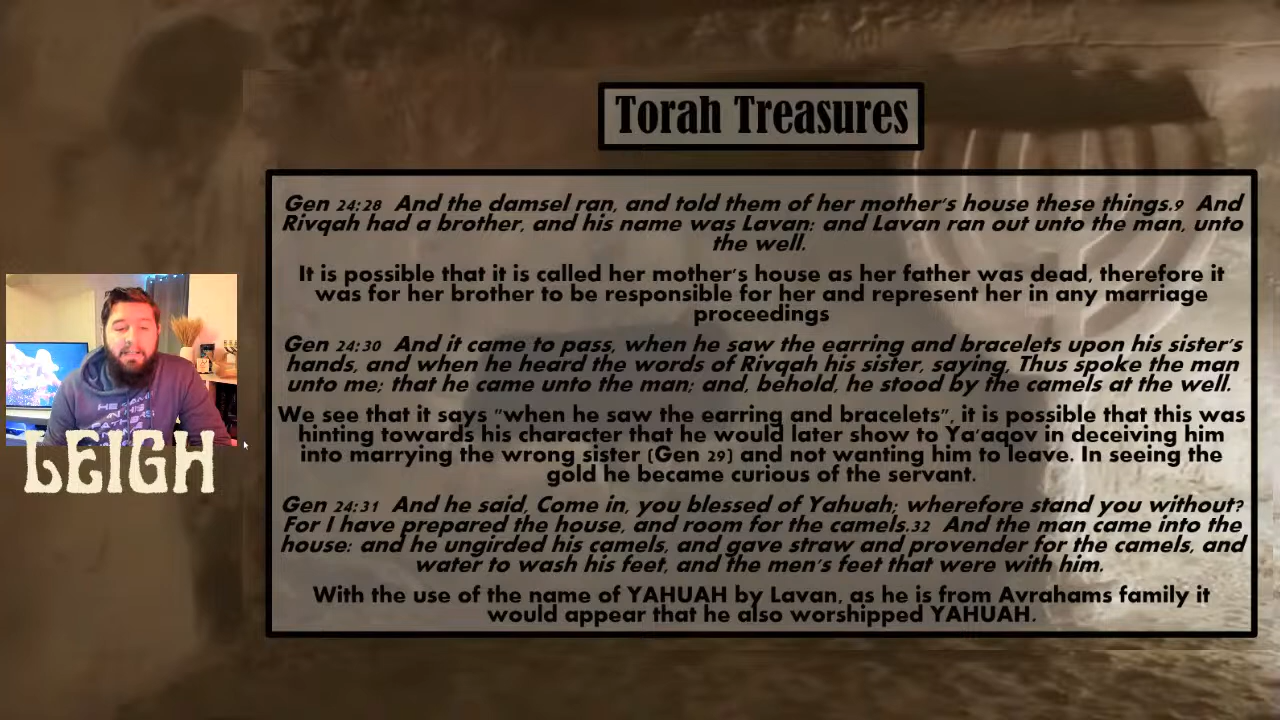 Torah Treasures
Gen 24:28 And the damsel ran, and told them of her mother's house these things.9 And
Rivqah had a brother, and his name was Lavan: and Lavan ran out unto the man, unto
the well.
It is possible that it is called her mother's house as her father was dead, therefore it
was for her brother to be responsible for her and represent her in any marriage
proceedings
Gen 24:30 And it came to pass, when he saw the earring and bracelets upon his sister's
hands, and when he heard the words of Rivqah his sister, saying, Thus spoke the man
unto me; that he came unto the man; and, behold, he stood by the camels at the well.
We see that it says "when he saw the earring and bracelets", it is possible that this was
hinting towards his character that he would later show to Ya'aqov in deceiving him
into marrying the wrong sister (Gen 29) and not wanting him to leave. In seeing the
gold he became curious of the servant.
Gen 24:31 And he said, Come in, you blessed of Yahuah; wherefore stand you without?
For I have prepared the house, and room for the camels.32 And the man came into the
house: and he ungirded his camels, and gave straw and provender for the camels, and
water to wash his feet, and the men's feet that were with him.
With the use of the name of YAHUAH by Lavan, as he is from Avrahams family it
would appear that he also worshipped YAHUAH.
LEIGH